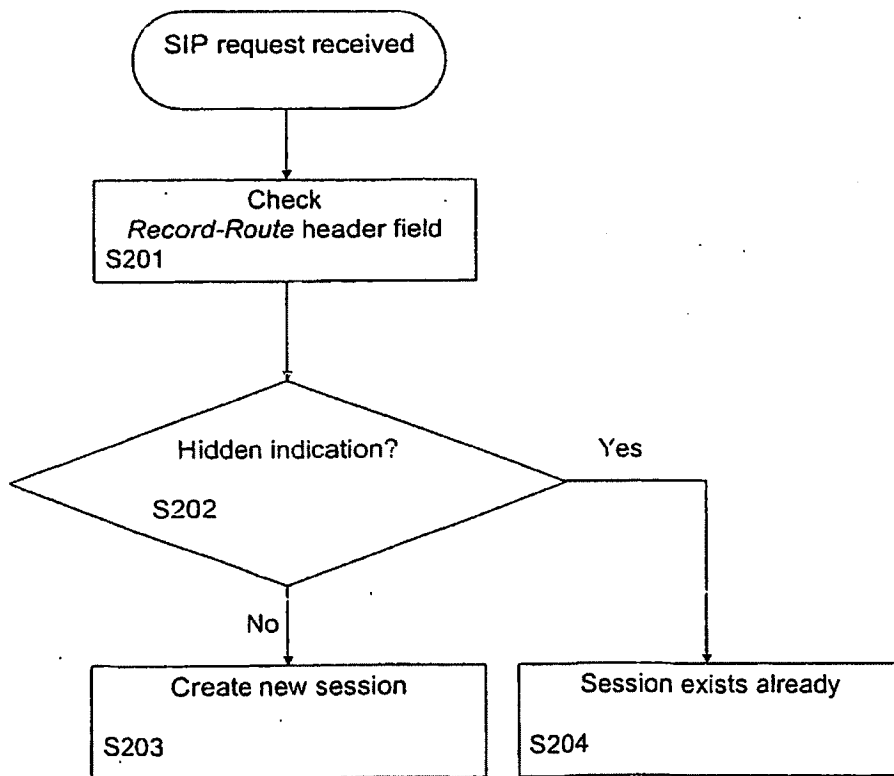 SIP request received
Check
Record-Route header field
S201
Hidden indication?
Yes
S202
No
Create new session
Session exists already
S203
S204